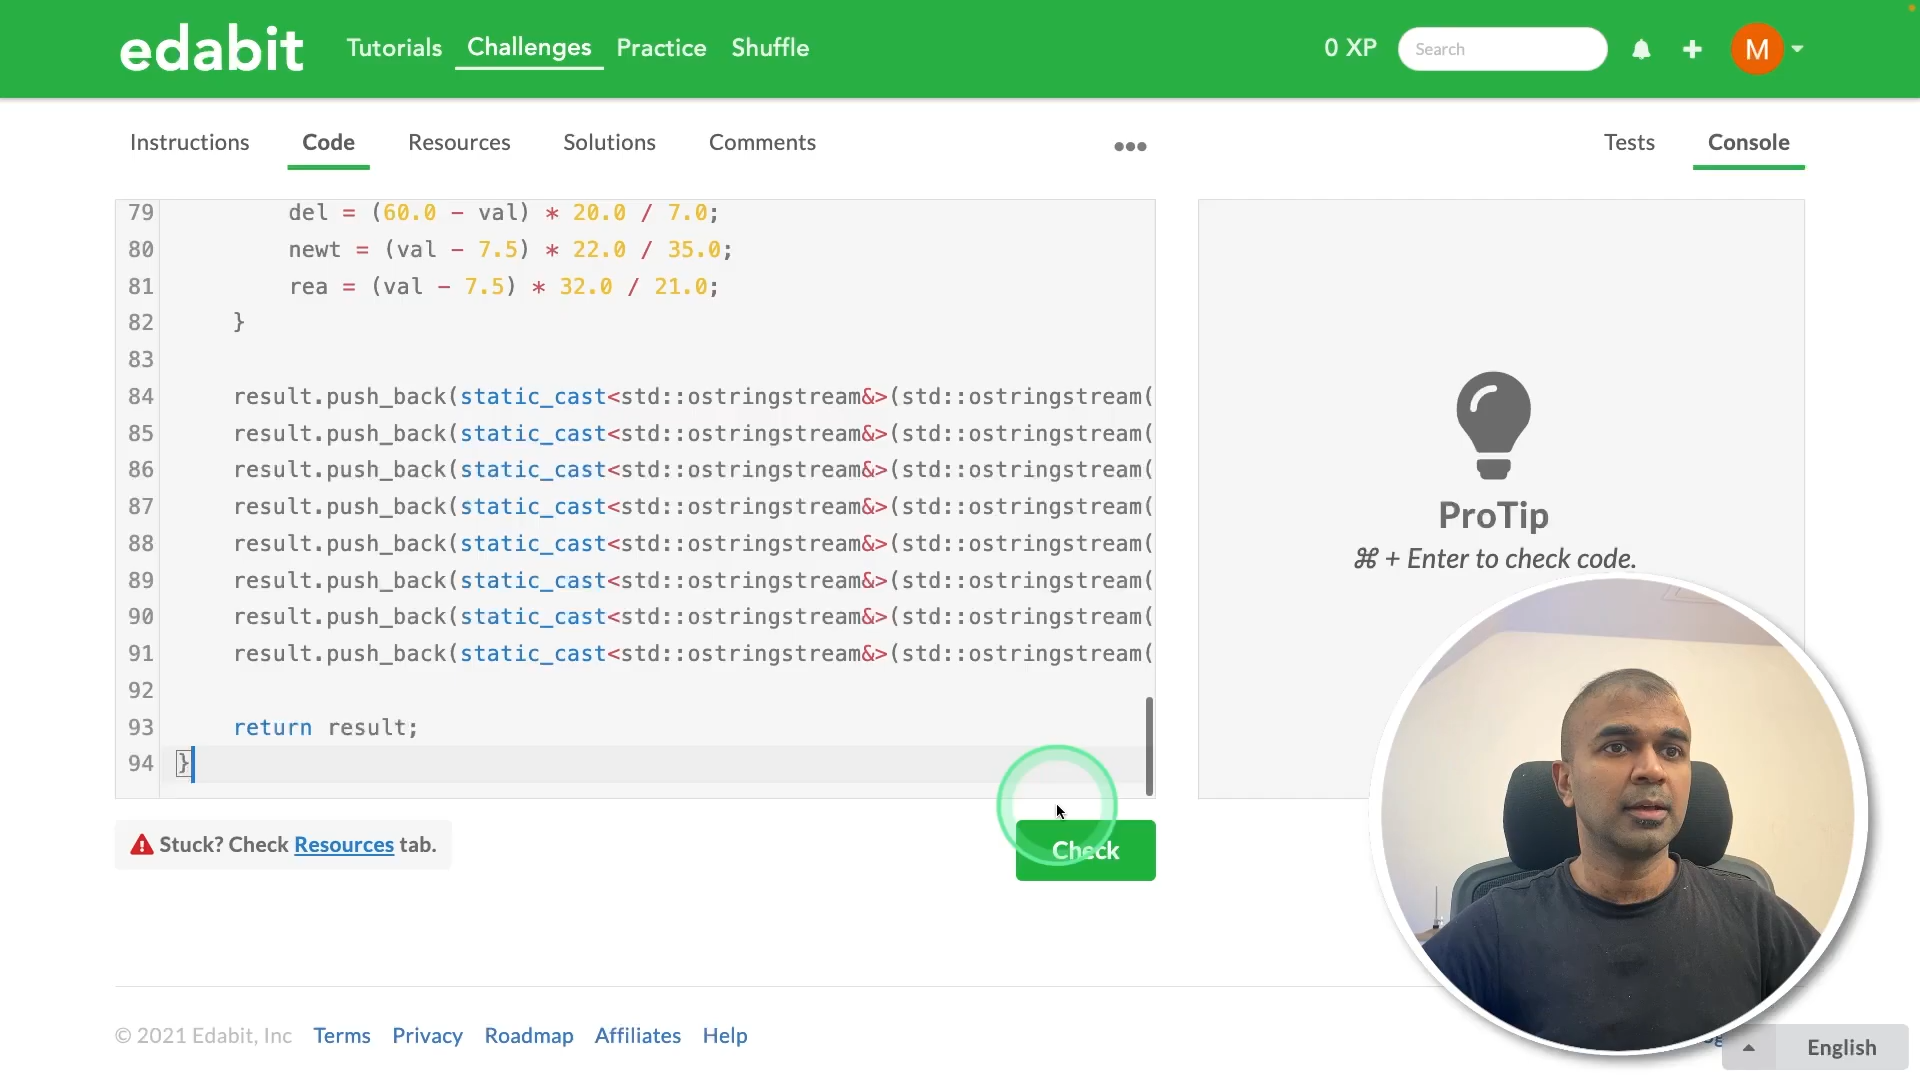 edabit
Tutorials Challenges Practice Shuffle
0 XP Search M
Instructions Code Resources Solutions Comments
Tests Console
79 del = (60.0 - val) * 20.0 / 7.0;
80 newt = (val - 7.5) * 22.0 / 35.0;
81 rea = (val - 7.5) * 32.0 / 21.0;
82 }
83
84 result.push_back(static_cast<std::ostringstream&>(std::ostringstream(
85 result.push_back(static_cast<std::ostringstream&>(std::ostringstream(
86 result.push_back(static_cast<std::ostringstream&>(std::ostringstream(
87 result.push_back(static_cast<std::ostringstream&>(std::ostringstream(
88 result.push_back(static_cast<std::ostringstream&>(std::ostringstream(
89 result.push_back(static_cast<std::ostringstream&>(std::ostringstream(
90 result.push_back(static_cast<std::ostringstream&>(std::ostringstream(
91 result.push_back(static_cast<std::ostringstream&>(std::ostringstream(
92
93 return result;
94 }
ProTip
⌘ + Enter to check code.
Stuck? Check Resources tab.
Check
© 2021 Edabit, Inc Terms Privacy Roadmap Affiliates Help
English